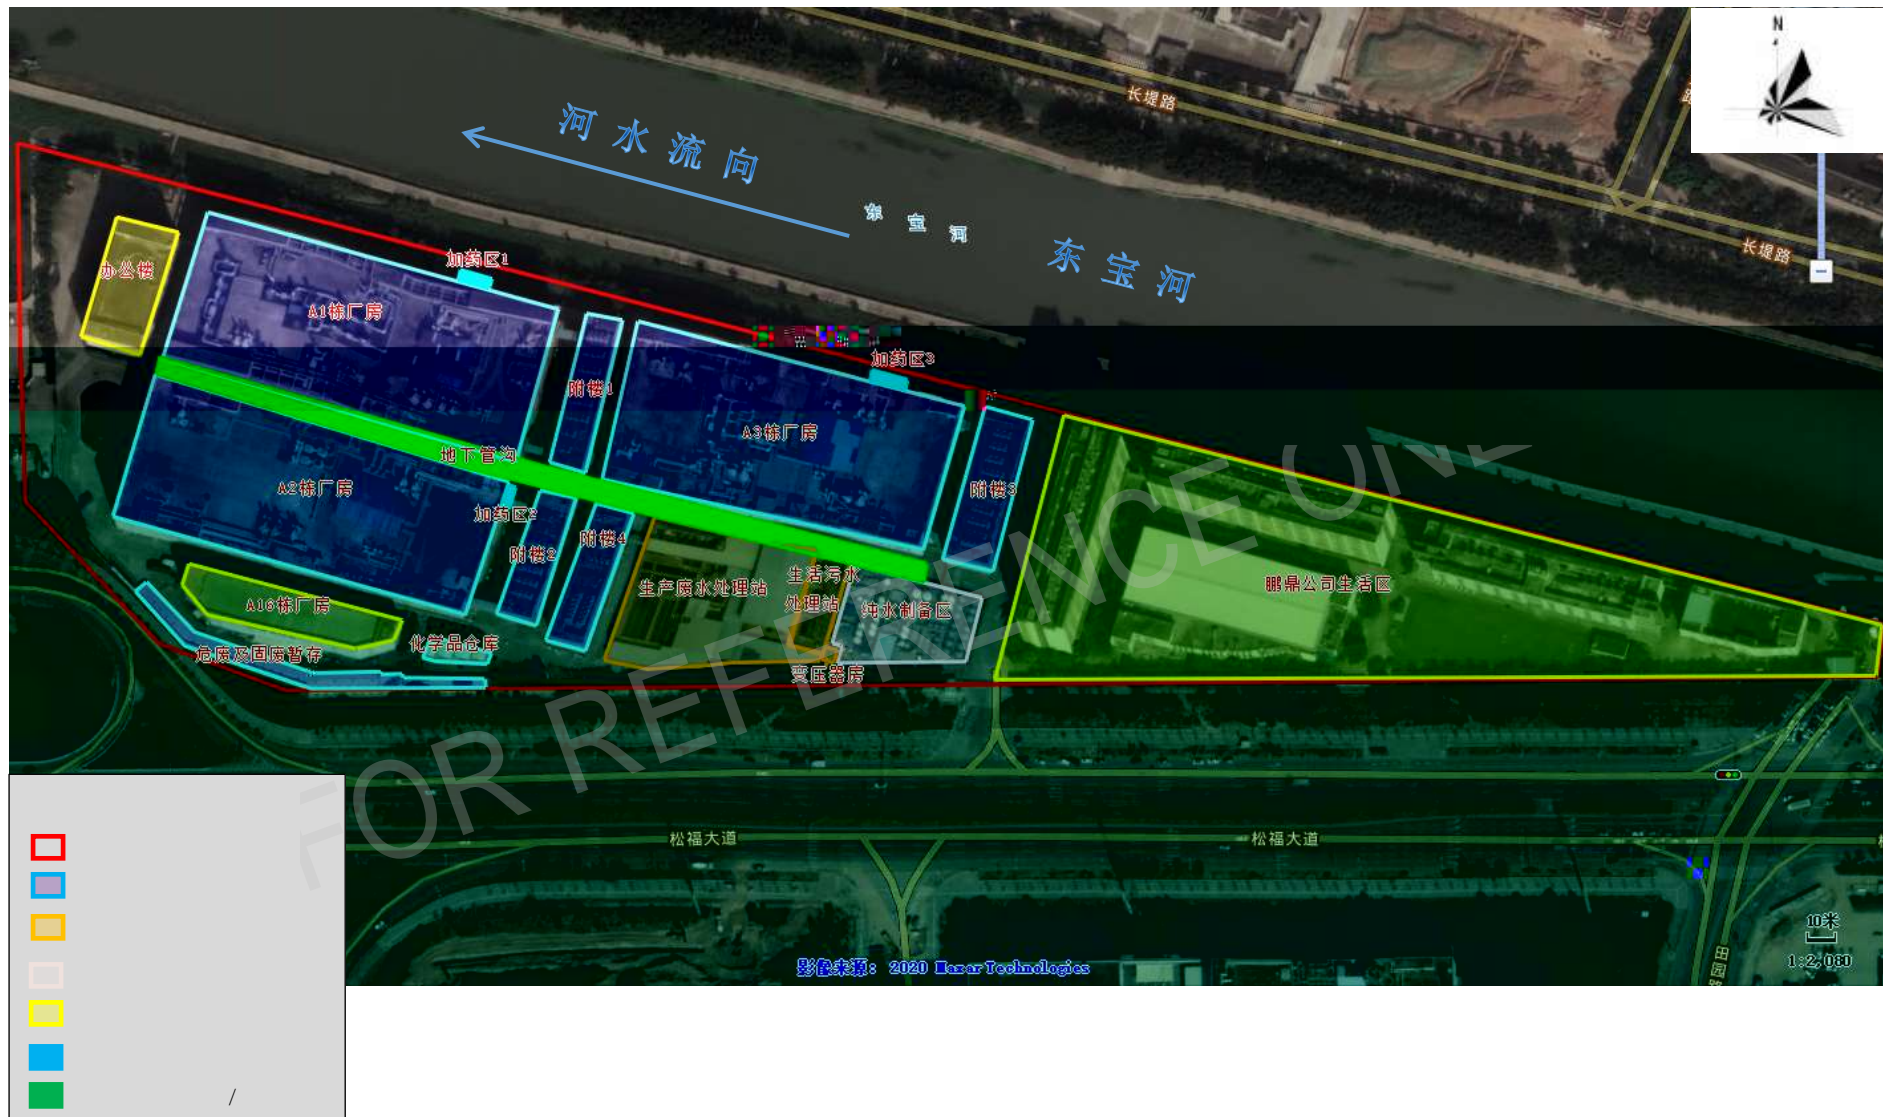 N
长堤路
河水流向
东宝河
东宝河
长堤路
办公楼
加药区1
A1栋厂房
加药区3
附楼1
A3栋厂房
地下管沟
A2栋厂房
附楼3
加药区2
附楼2
附楼4
生产废水处理站
生活污水
处理站
纯水制备区
鹏鼎公司生活区
A16栋厂房
化学品仓库
危废及固废暂存
变压器房
FOR REFERENCE ONL
松福大道
松福大道
10米
1:2,080
田园路
影像来源: 2020 Maxar Technologies
/